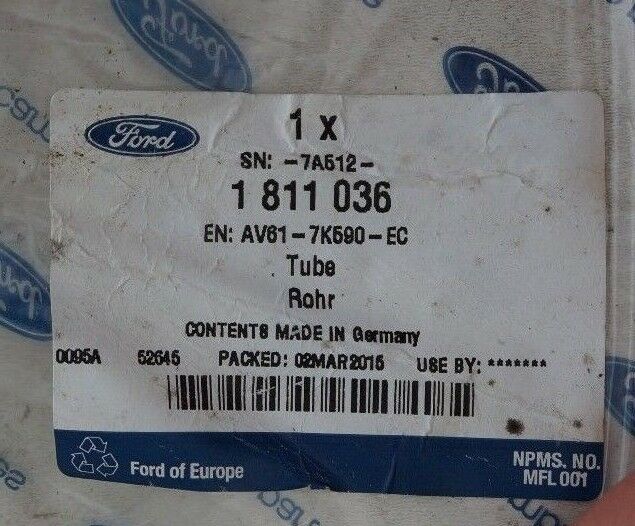 Ford
1 x
SN: -7A512-
1 811 036
EN: AV61-7K590-EC
Tube
Rohr
CONTENTS MADE IN Germany
0095A 52645 PACKED: 02MAR2015 USE BY: *******
Ford of Europe
NPMS. NO.
MFL 001